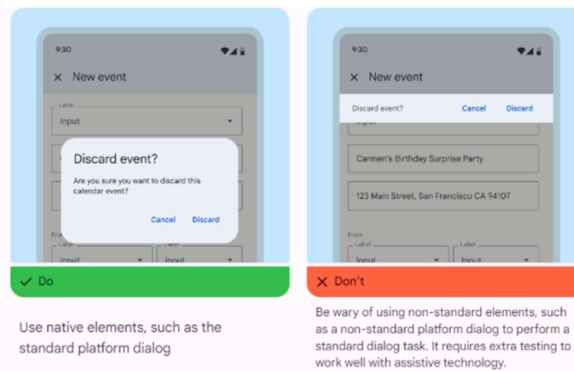 9:30
× New event
Label
Input
Discard event?
Are you sure you want to discard this
calendar event?
Cancel Discard
From
Label Label
Input Input
Do
Use native elements, such as the
standard platform dialog
9:30
× New event
Discard event? Cancel Discard
Carmen's Birthday Surprise Party
123 Main Street, San Francisco CA 94107
From
Label Label
Input Input
Don't
Be wary of using non-standard elements, such
as a non-standard platform dialog to perform a
standard dialog task. It requires extra testing to
work well with assistive technology.